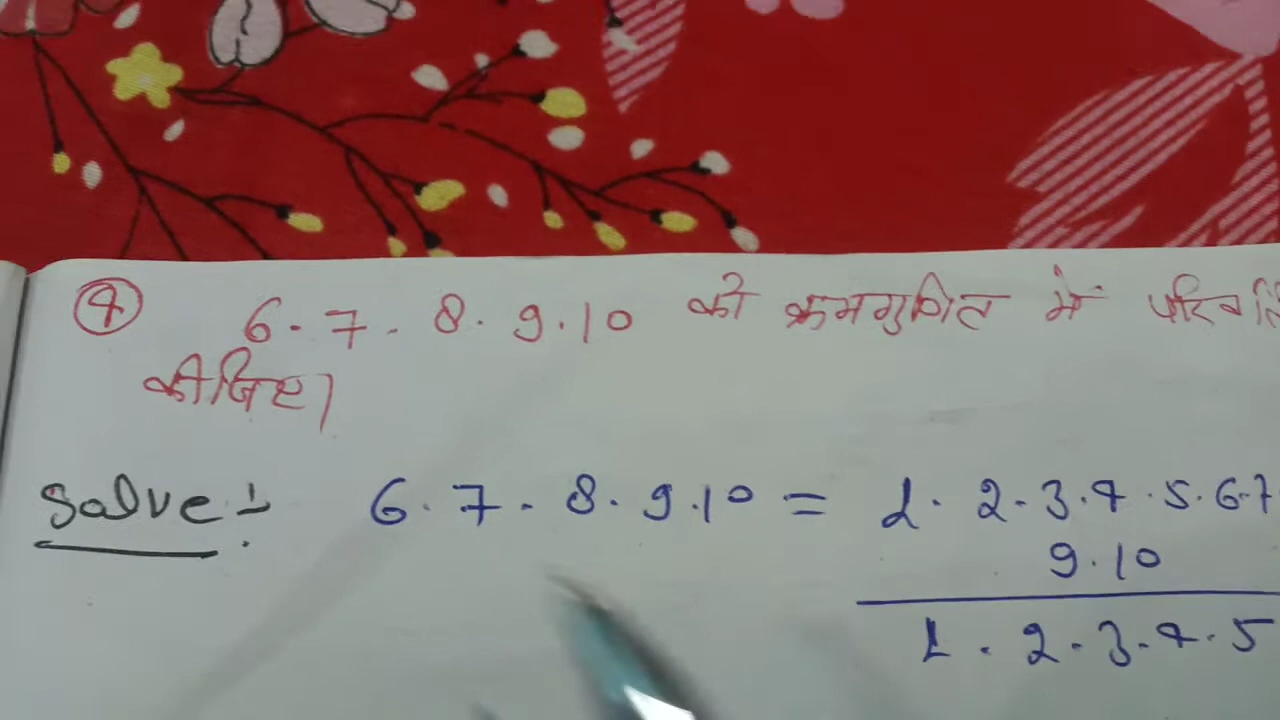 ④ 6.7.8.9.10 को क्रमगुणित में
कीजिए।
Solve :- 6.7.8.9.10 = 1.2.3.4.5.6.7
9.10
1.2.3.4.5